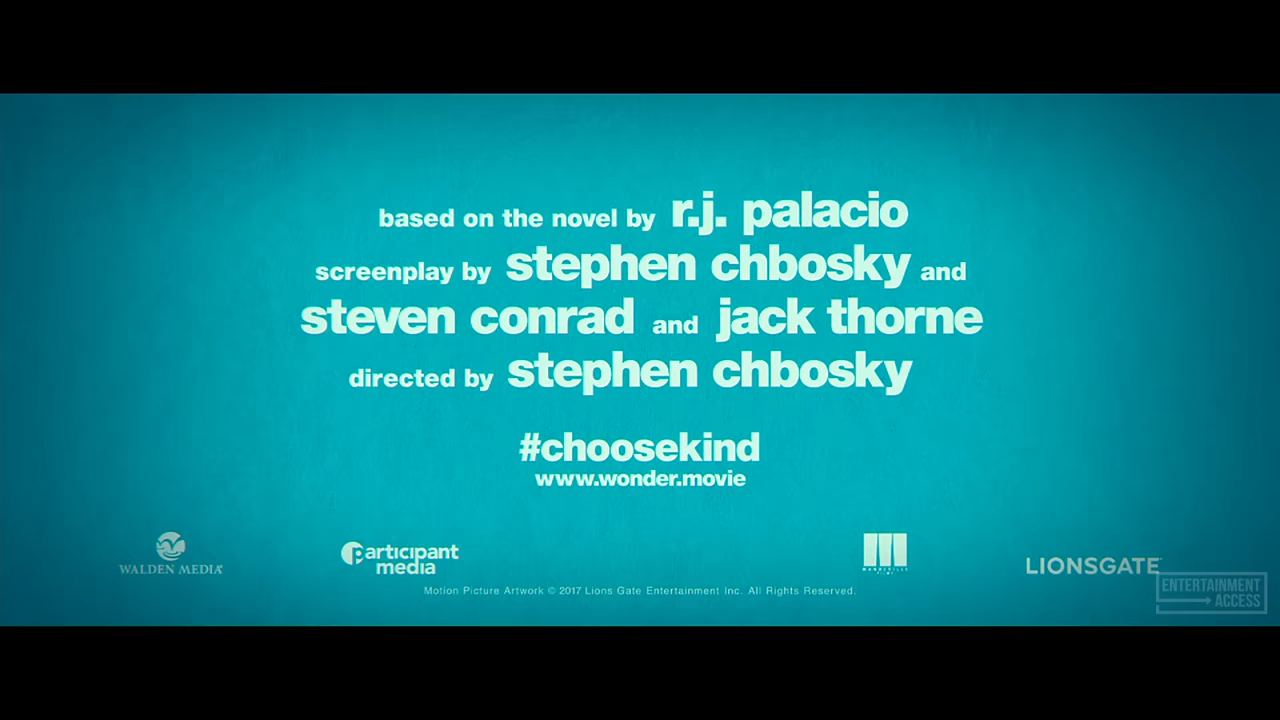 based on the novel by r.j. palacio
screenplay by stephen chbosky and
steven conrad and jack thorne
directed by stephen chbosky
#choosekind
www.wonder.movie
WALDEN MEDIA
participant
media
MANDEVILLE
FILMS
LIONSGATE
ENTERTAINMENT
ACCESS
Motion Picture Artwork © 2017 Lions Gate Entertainment Inc. All Rights Reserved.